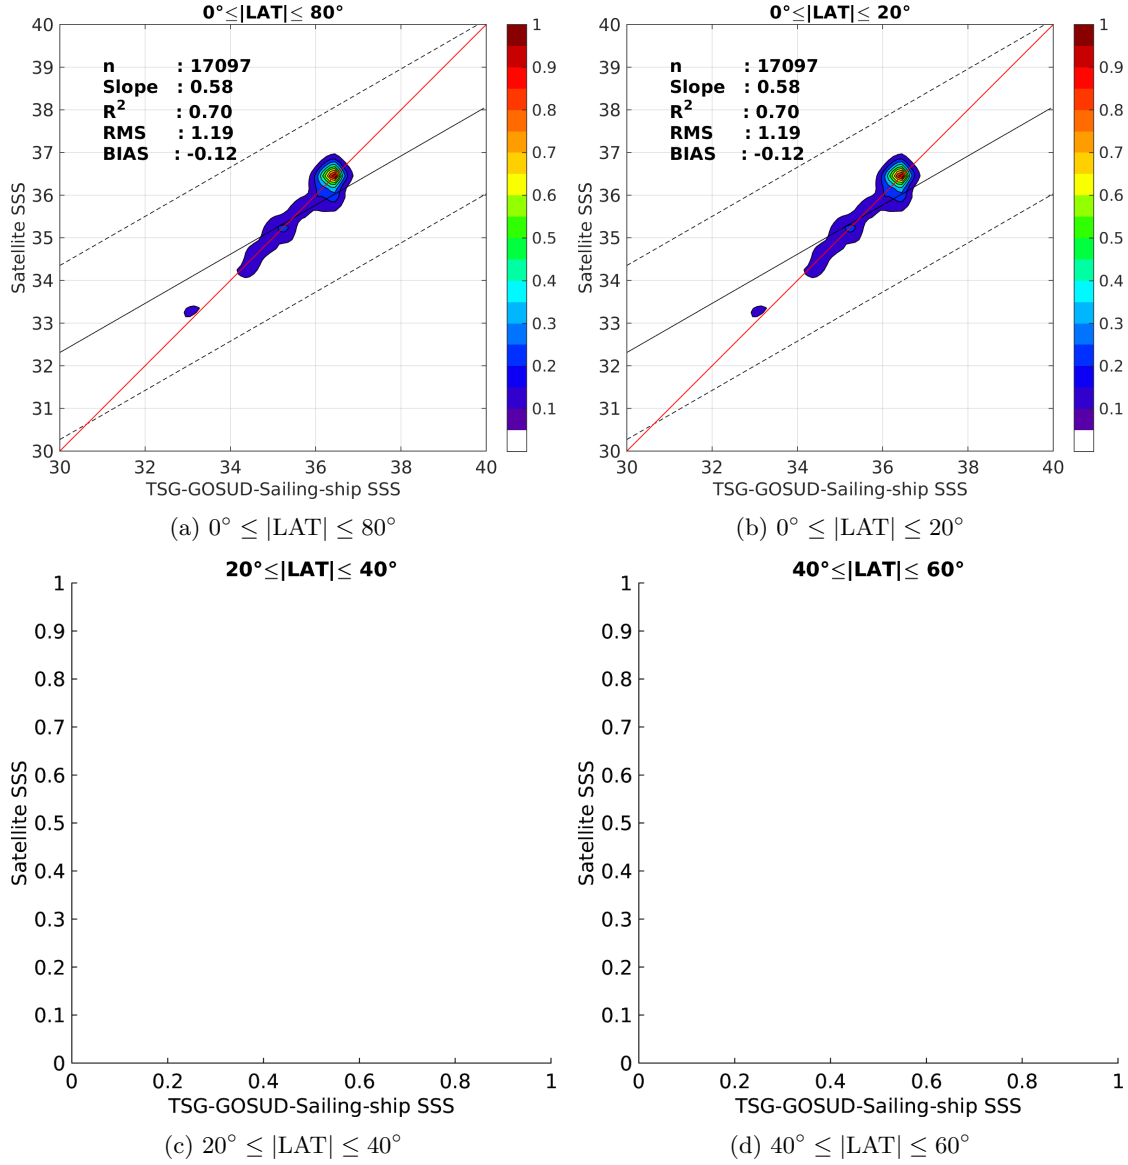 0°≤|LAT|≤ 80°
40
39
38
37
36
35
34
33
32
31
30
Satellite SSS
n : 17097
Slope : 0.58
R² : 0.70
RMS : 1.19
BIAS : -0.12
30 32 34 36 38 40
TSG-GOSUD-Sailing-ship SSS
1
0.9
0.8
0.7
0.6
0.5
0.4
0.3
0.2
0.1
(a) 0° ≤ |LAT| ≤ 80°
0°≤|LAT|≤ 20°
40
39
38
37
36
35
34
33
32
31
30
Satellite SSS
n : 17097
Slope : 0.58
R² : 0.70
RMS : 1.19
BIAS : -0.12
30 32 34 36 38 40
TSG-GOSUD-Sailing-ship SSS
1
0.9
0.8
0.7
0.6
0.5
0.4
0.3
0.2
0.1
(b) 0° ≤ |LAT| ≤ 20°
20°≤|LAT|≤ 40°
1
0.9
0.8
0.7
0.6
0.5
0.4
0.3
0.2
0.1
0
Satellite SSS
0 0.2 0.4 0.6 0.8 1
TSG-GOSUD-Sailing-ship SSS
(c) 20° ≤ |LAT| ≤ 40°
40°≤|LAT|≤ 60°
1
0.9
0.8
0.7
0.6
0.5
0.4
0.3
0.2
0.1
0
Satellite SSS
0 0.2 0.4 0.6 0.8 1
TSG-GOSUD-Sailing-ship SSS
(d) 40° ≤ |LAT| ≤ 60°